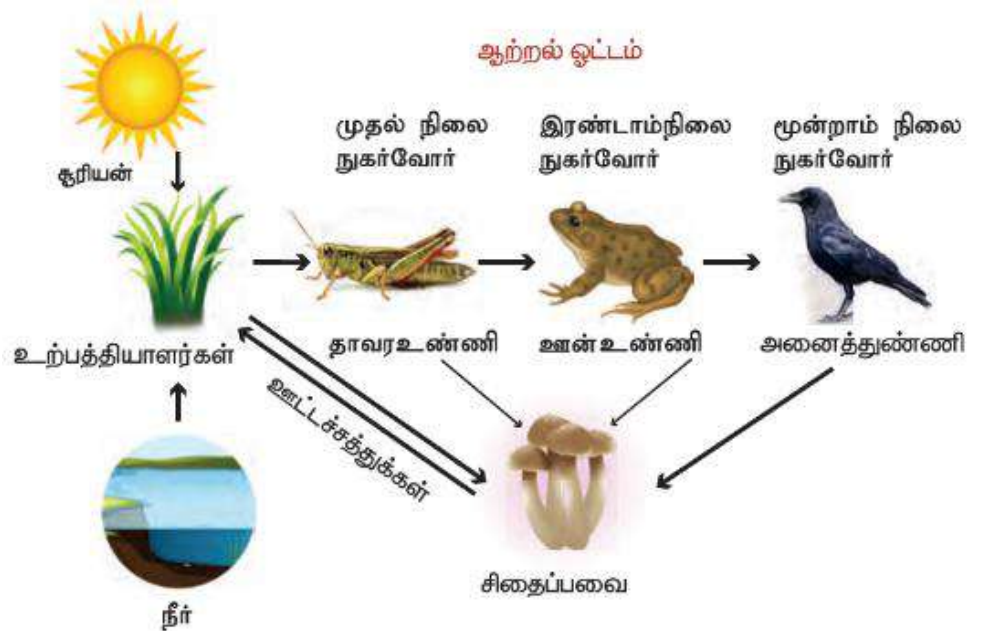 ஆற்றல் ஓட்டம்
முதல் நிலை
நுகர்வோர்
இரண்டாம்நிலை
நுகர்வோர்
மூன்றாம் நிலை
நுகர்வோர்
சூரியன்
உற்பத்தியாளர்கள்
தாவரஉண்ணி
ஊன்உண்ணி
அனைத்துண்ணி
ஊட்டச்சத்துக்கள்
சிதைப்பவை
நீர்